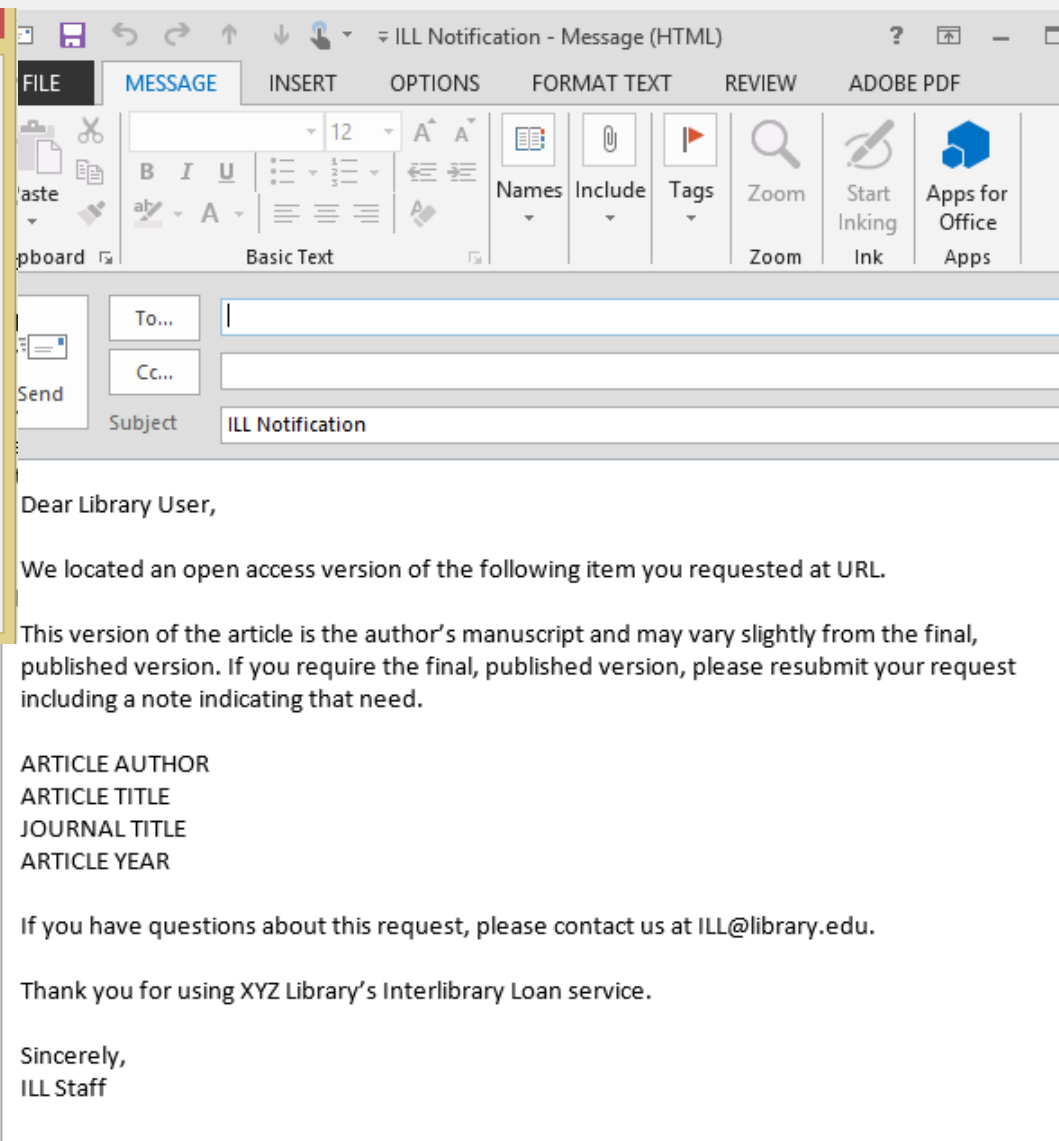 ILL Notification - Message (HTML) ?
FILE MESSAGE INSERT OPTIONS FORMAT TEXT REVIEW ADOBE PDF
12 A A
B I U
aste
Names Include Tags Zoom Start Inking Apps for Office
A
pboard Basic Text Zoom Ink Apps
To...
Cc...
Send
Subject ILL Notification
Dear Library User,
We located an open access version of the following item you requested at URL.
This version of the article is the author’s manuscript and may vary slightly from the final,
published version. If you require the final, published version, please resubmit your request
including a note indicating that need.
ARTICLE AUTHOR
ARTICLE TITLE
JOURNAL TITLE
ARTICLE YEAR
If you have questions about this request, please contact us at ILL@library.edu.
Thank you for using XYZ Library’s Interlibrary Loan service.
Sincerely,
ILL Staff